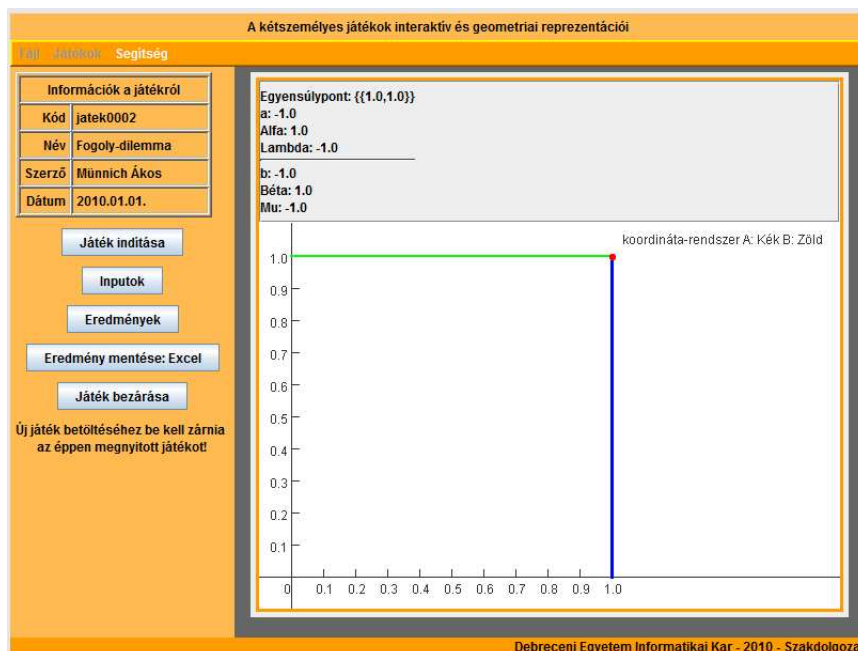 A kétszemélyes játékok interaktív és geometriai reprezentációi
Fájl Játékok Segítség
Információk a játékról
Kód jatek0002
Név Fogoly-dilemma
Szerző Münnich Ákos
Dátum 2010.01.01.
Játék indítása
Inputok
Eredmények
Eredmény mentése: Excel
Játék bezárása
Új játék betöltéséhez be kell zárnia
az éppen megnyitott játékot!
Egyensúlypont: {{1.0,1.0}}
a: -1.0
Alfa: 1.0
Lambda: -1.0
b: -1.0
Béta: 1.0
Mu: -1.0
koordináta-rendszer A: Kék B: Zöld
1.0
0.9
0.8
0.7
0.6
0.5
0.4
0.3
0.2
0.1
0 0.1 0.2 0.3 0.4 0.5 0.6 0.7 0.8 0.9 1.0
Debreceni Egyetem Informatikai Kar - 2010 - Szakdolgoza